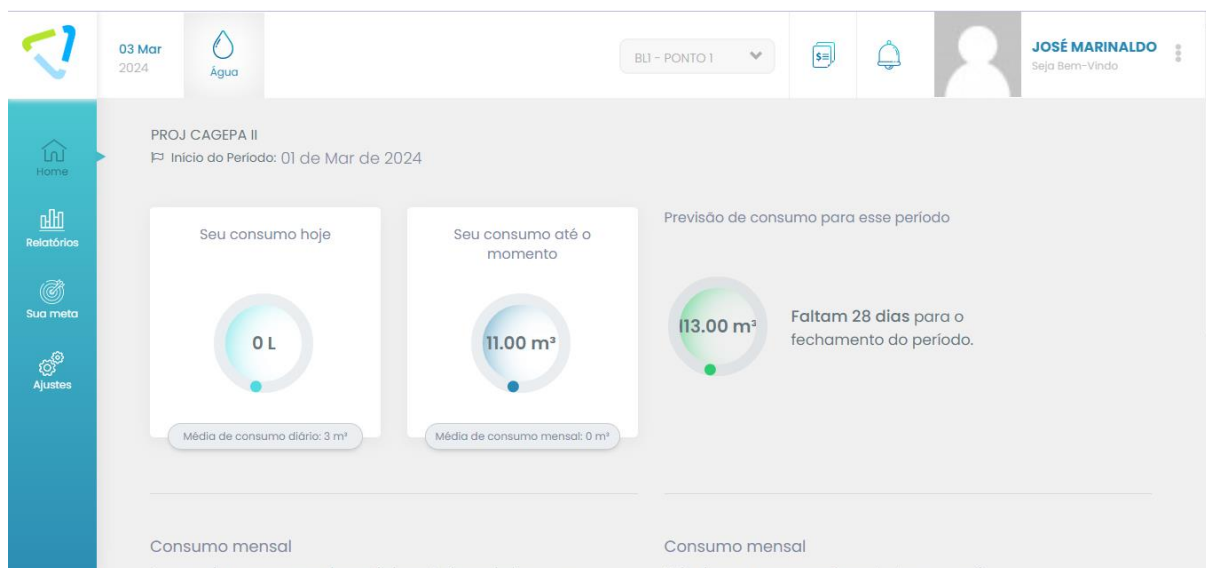 03 Mar
2024
Água
BL1 - PONTO 1
JOSÉ MARINALDO
Seja Bem-Vindo
Home
Relatórios
Sua meta
Ajustes
PROJ CAGEPA II
Início do Período: 01 de Mar de 2024
Seu consumo hoje
0 L
Média de consumo diário: 3 m³
Seu consumo até o
momento
11.00 m³
Média de consumo mensal: 0 m³
Previsão de consumo para esse período
113.00 m³
Faltam 28 dias para o
fechamento do período.
Consumo mensal
Consumo mensal